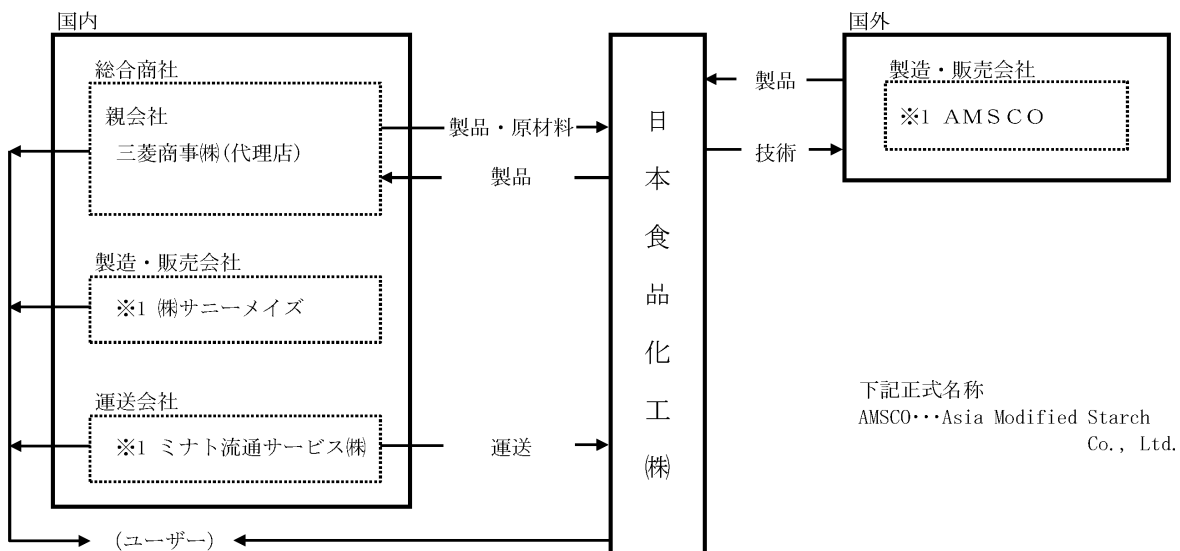 国内
総合商社
親会社
三菱商事㈱(代理店)
製造・販売会社
※1 ㈱サニーメイズ
運送会社
※1 ミナト流通サービス㈱
(ユーザー)
製品・原材料
製品
運送
日本食品化工㈱
製品
技術
国外
製造・販売会社
※1 ＡＭＳＣＯ
下記正式名称
AMSCO･･･Asia Modified Starch
Co., Ltd.